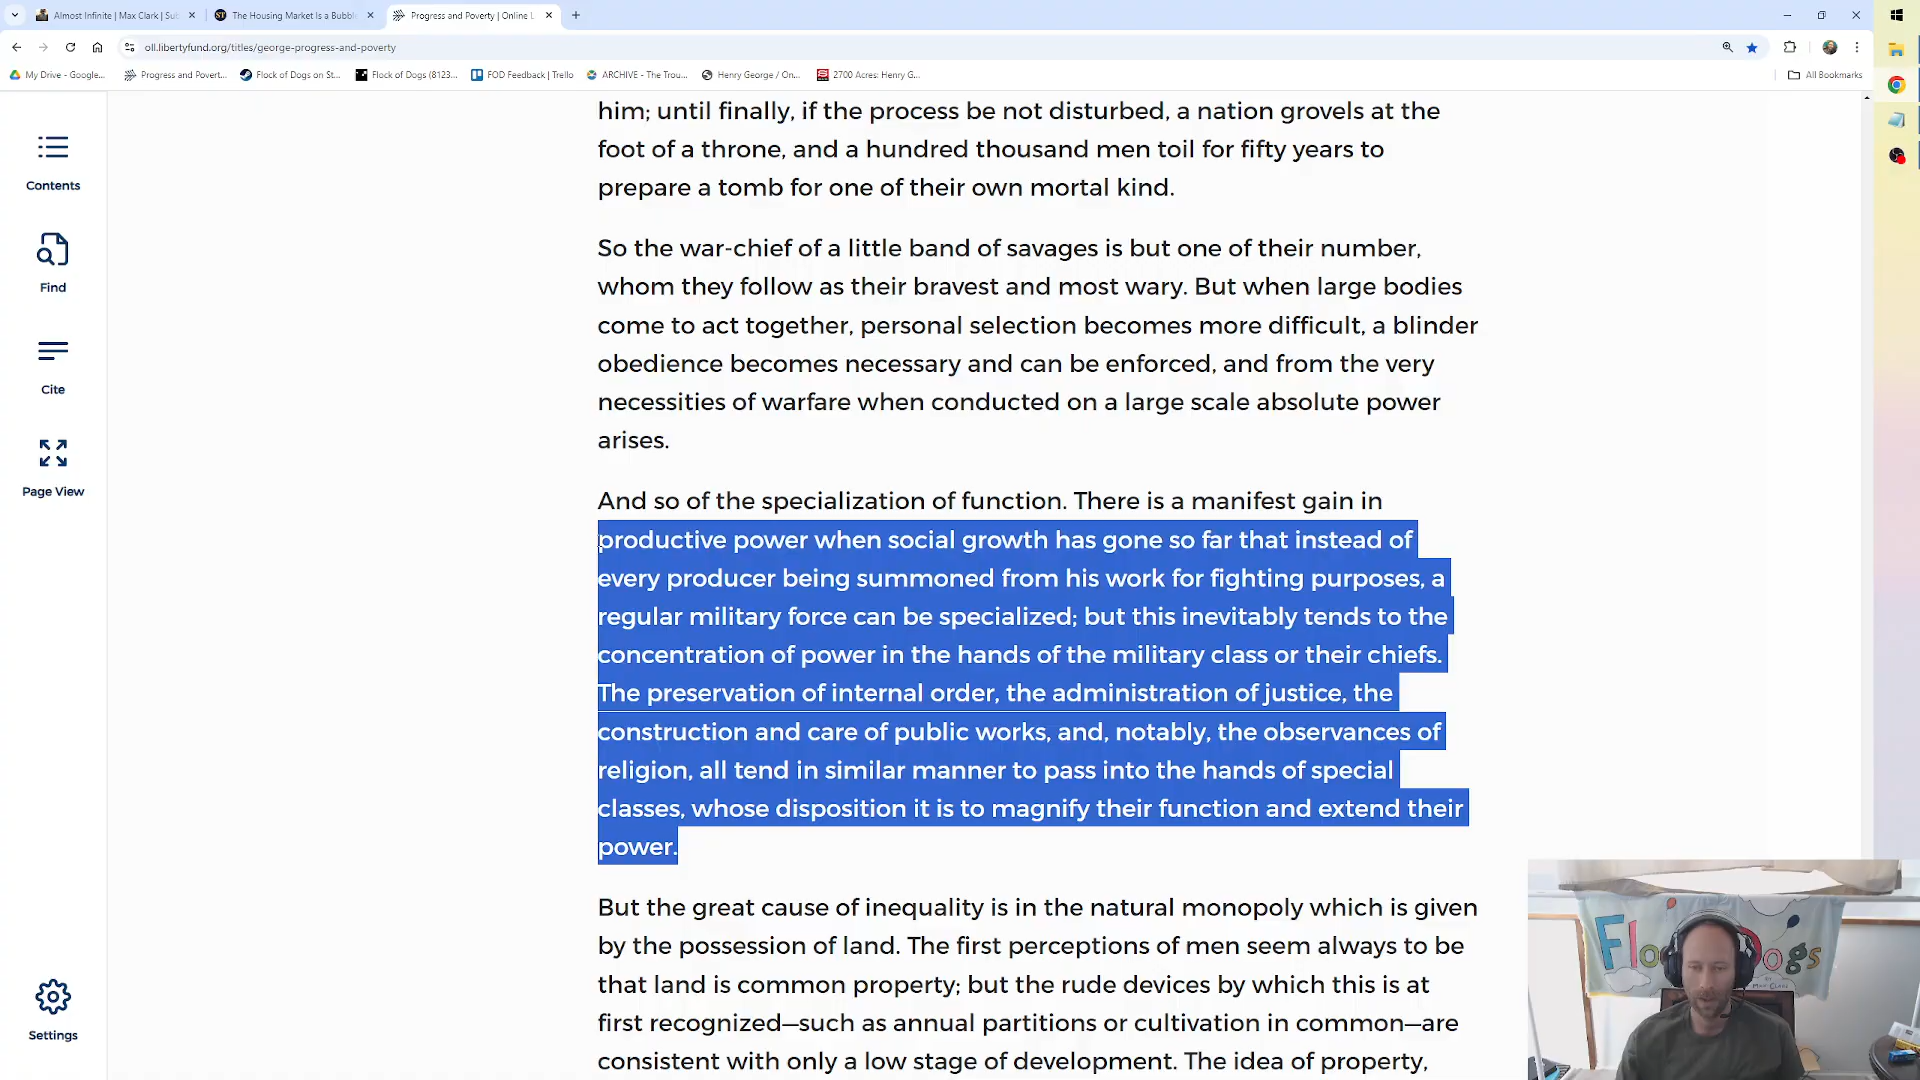 Almost Infinite | Max Clark | Su
The Housing Market Is a Bubbl
Progress and Poverty | Online L
oll.libertyfund.org/titles/george-progress-and-poverty
My Drive - Google...
Progress and Povert...
Flock of Dogs on St...
Flock of Dogs (8123...
FOD Feedback | Trello
ARCHIVE - The Trou...
Henry George / On...
2700 Acres: Henry G...
All Bookmarks
Contents
Find
Cite
Page View
Settings
him; until finally, if the process be not disturbed, a nation grovels at the
foot of a throne, and a hundred thousand men toil for fifty years to
prepare a tomb for one of their own mortal kind.
So the war-chief of a little band of savages is but one of their number,
whom they follow as their bravest and most wary. But when large bodies
come to act together, personal selection becomes more difficult, a blinder
obedience becomes necessary and can be enforced, and from the very
necessities of warfare when conducted on a large scale absolute power
arises.
And so of the specialization of function. There is a manifest gain in
productive power when social growth has gone so far that instead of
every producer being summoned from his work for fighting purposes, a
regular military force can be specialized; but this inevitably tends to the
concentration of power in the hands of the military class or their chiefs.
The preservation of internal order, the administration of justice, the
construction and care of public works, and, notably, the observances of
religion, all tend in similar manner to pass into the hands of special
classes, whose disposition it is to magnify their function and extend their
power.
But the great cause of inequality is in the natural monopoly which is given
by the possession of land. The first perceptions of men seem always to be
that land is common property; but the rude devices by which this is at
first recognized—such as annual partitions or cultivation in common—are
consistent with only a low stage of development. The idea of property,
Flo Dogs
BY MAX CLARK